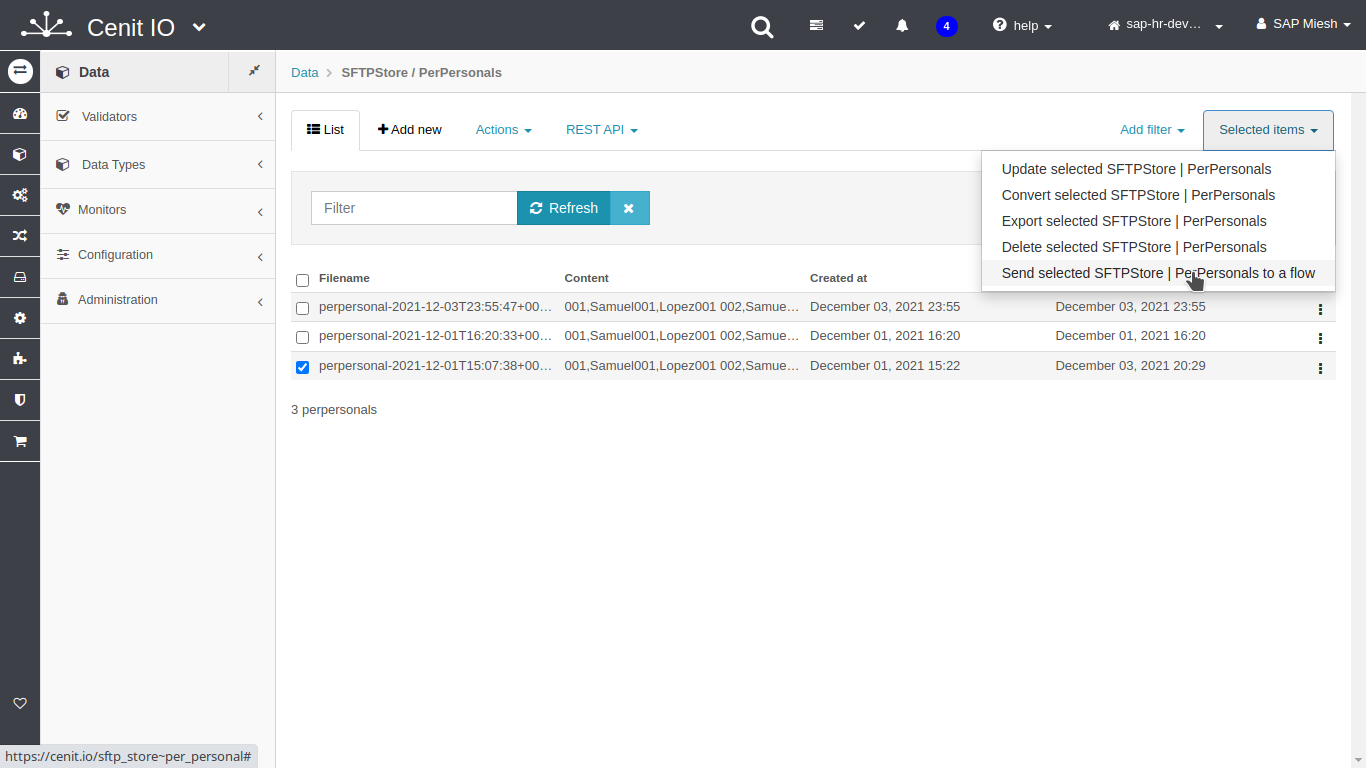 Cenit IO
4
help
sap-hr-dev…
SAP Miesh
Data
Validators
Data Types
Monitors
Configuration
Administration
Data
SFTPStore / PerPersonals
List
Add new
Actions
REST API
Add filter
Selected items
Update selected SFTPStore | PerPersonals
Convert selected SFTPStore | PerPersonals
Export selected SFTPStore | PerPersonals
Delete selected SFTPStore | PerPersonals
Send selected SFTPStore | PerPersonals to a flow
Filter
Refresh
Filename Content Created at
perpersonal-2021-12-03T23:55:47+00… 001,Samuel001,Lopez001 002,Samue… December 03, 2021 23:55 December 03, 2021 23:55
perpersonal-2021-12-01T16:20:33+00… 001,Samuel001,Lopez001 002,Samue… December 01, 2021 16:20 December 01, 2021 16:20
perpersonal-2021-12-01T15:07:38+00… 001,Samuel001,Lopez001 002,Samue… December 01, 2021 15:22 December 03, 2021 20:29
3 perpersonals
https://cenit.io/sftp_store~per_personal#